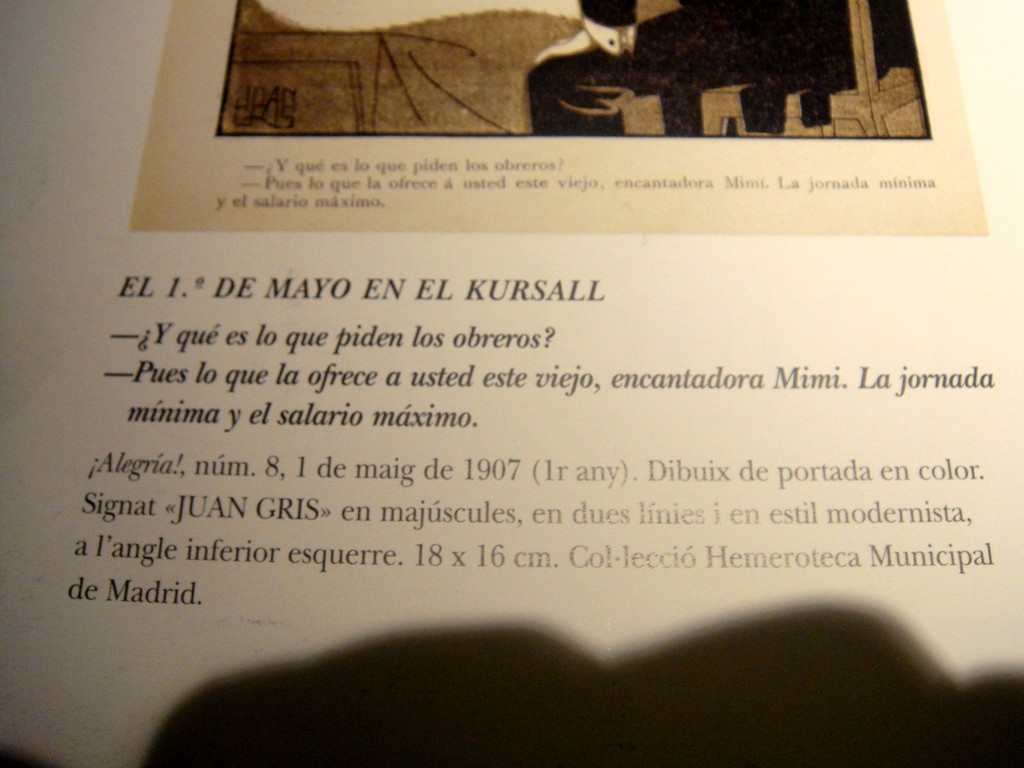 —¿Y qué es lo que piden los obreros?
—Pues lo que la ofrece á usted este viejo, encantadora Mimí. La jornada mínima
y el salario máximo.
EL 1.º DE MAYO EN EL KURSALL
—¿Y qué es lo que piden los obreros?
—Pues lo que la ofrece a usted este viejo, encantadora Mimi. La jornada
mínima y el salario máximo.
¡Alegría!, núm. 8, 1 de maig de 1907 (1r any). Dibuix de portada en color.
Signat «JUAN GRIS» en majúscules, en dues línies i en estil modernista,
a l'angle inferior esquerre. 18 x 16 cm. Col·lecció Hemeroteca Municipal
de Madrid.